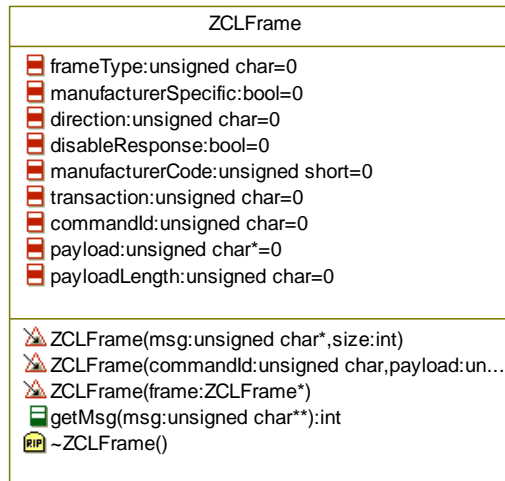 ZCLFrame
frameType:unsigned char=0
manufacturerSpecific:bool=0
direction:unsigned char=0
disableResponse:bool=0
manufacturerCode:unsigned short=0
transaction:unsigned char=0
commandId:unsigned char=0
payload:unsigned char*=0
payloadLength:unsigned char=0
ZCLFrame(msg:unsigned char*,size:int)
ZCLFrame(commandId:unsigned char,payload:un...
ZCLFrame(frame:ZCLFrame*)
getMsg(msg:unsigned char**):int
RIP ~ZCLFrame()